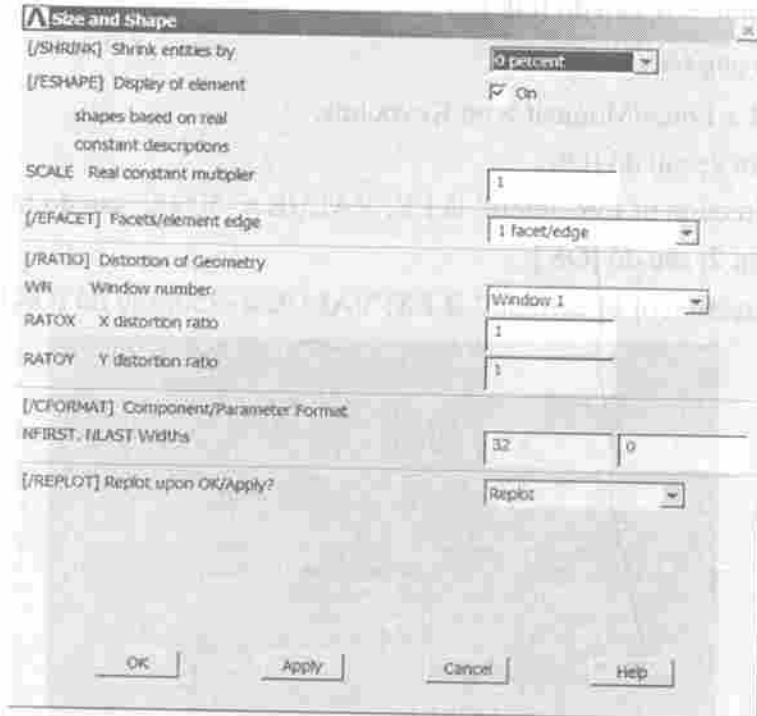 Size and Shape
[/SHRINK] Shrink entities by
0 percent
[/ESHAPE] Display of element
On
shapes based on real
constant descriptions
SCALE Real constant multiplier
1
[/EFACET] Facets/element edge
1 facet/edge
[/RATIO] Distortion of Geometry
WN Window number
Window 1
RATOX X distortion ratio
1
RATOY Y distortion ratio
1
[/CFORMAT] Component/Parameter Format
NFIRST, NLAST Widths
32 0
[/REPLOT] Replot upon OK/Apply?
Replot
OK Apply Cancel Help